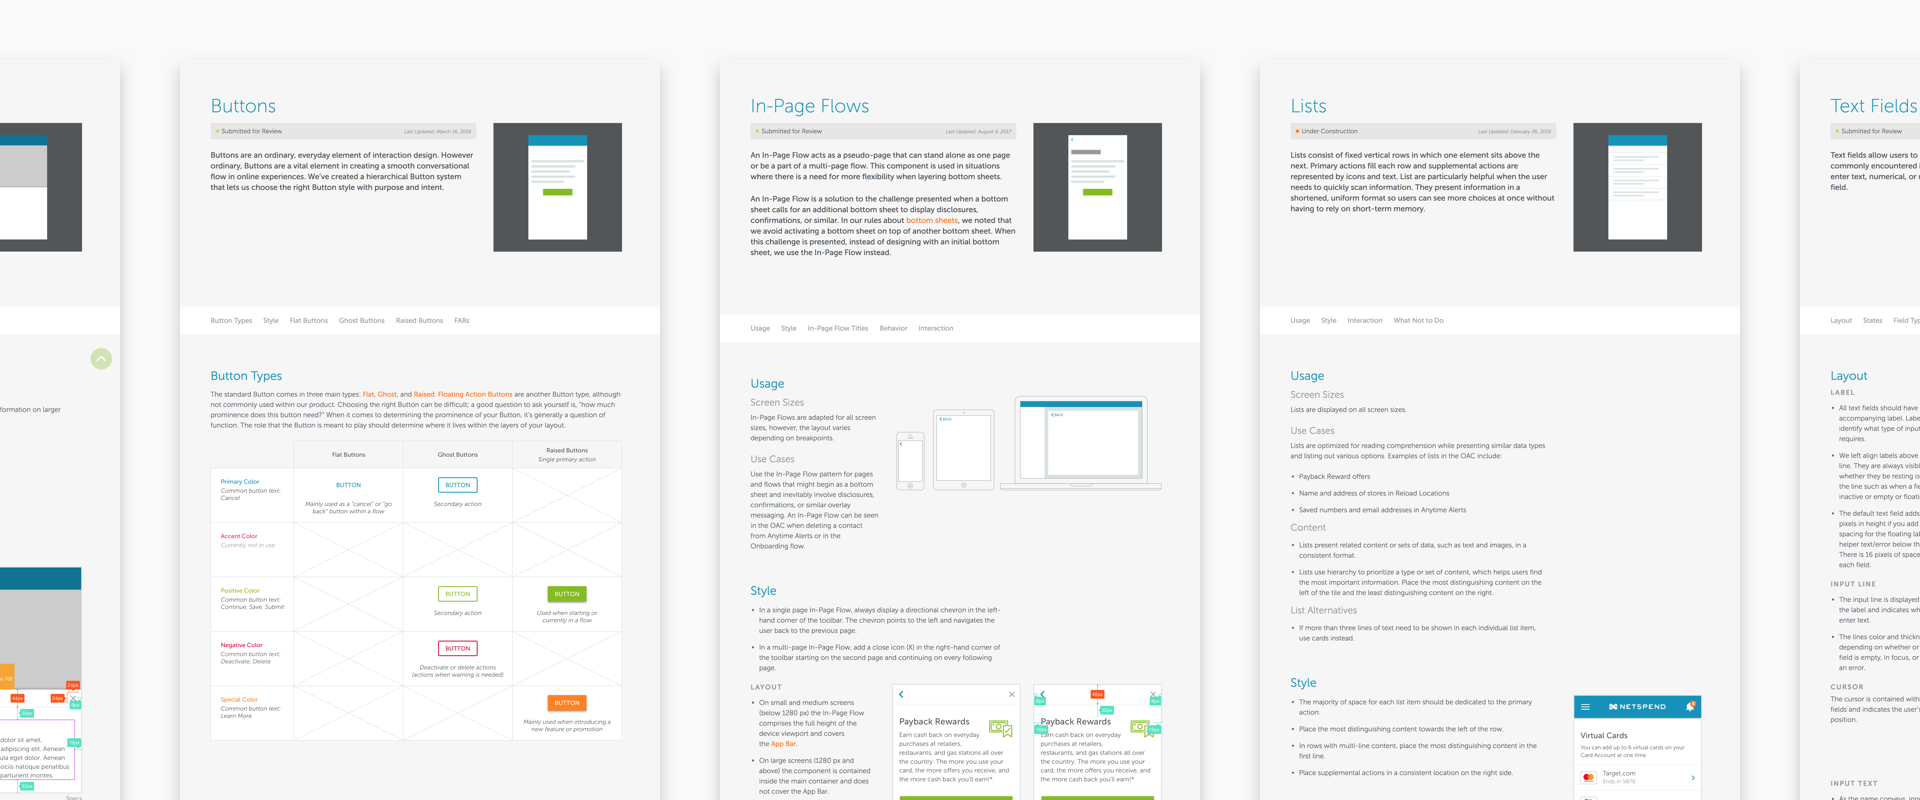 formation on larger
24px
44px
24px
8px
32px
16px
dolor sit amet,
adipiscing elit. Aenean
ula eget dolor. Aenean
ociis natoque penatibus
parturient montes.
32px
Specs
Buttons
Submitted for Review
Last Updated: March 16, 2018
Buttons are an ordinary, everyday element of interaction design. However
ordinary, Buttons are a vital element in creating a smooth conversational
flow in online experiences. We've created a hierarchical Button system
that lets us choose the right Button style with purpose and intent.
Button Types Style Flat Buttons Ghost Buttons Raised Buttons FABs
Button Types
The standard Button comes in three main types: Flat, Ghost, and Raised. Floating Action Buttons are another Button type, although
not commonly used within our product. Choosing the right Button can be difficult; a good question to ask yourself is, "how much
prominence does this button need?" When it comes to determining the prominence of your Button, it's generally a question of
function. The role that the Button is meant to play should determine where it lives within the layers of your layout.
Flat Buttons
Ghost Buttons
Raised Buttons
Single primary action
Primary Color
Common button text:
Cancel
BUTTON
Mainly used as a "cancel" or "go
back" button within a flow
BUTTON
Secondary action
Accent Color
Currently not in use
Positive Color
Common button text:
Continue, Save, Submit
BUTTON
Secondary action
BUTTON
Used when starting or
currently in a flow
Negative Color
Common button text:
Deactivate, Delete
BUTTON
Deactivate or delete actions
(actions when warning is needed)
Special Color
Common button text:
Learn More
BUTTON
Mainly used when introducing a
new feature or promotion
In-Page Flows
Submitted for Review
Last Updated: August 4, 2017
An In-Page Flow acts as a pseudo-page that can stand alone as one page
or be a part of a multi-page flow. This component is used in situations
where there is a need for more flexibility when layering bottom sheets.
An In-Page Flow is a solution to the challenge presented when a bottom
sheet calls for an additional bottom sheet to display disclosures,
confirmations, or similar. In our rules about bottom sheets, we noted that
we avoid activating a bottom sheet on top of another bottom sheet. When
this challenge is presented, instead of designing with an initial bottom
sheet, we use the In-Page Flow instead.
Usage Style In-Page Flow Titles Behavior Interaction
Usage
Screen Sizes
In-Page Flows are adapted for all screen
sizes, however, the layout varies
depending on breakpoints.
Use Cases
Use the In-Page Flow pattern for pages
and flows that might begin as a bottom
sheet and inevitably involve disclosures,
confirmations, or similar overlay
messaging. An In-Page Flow can be seen
in the OAC when deleting a contact
from Anytime Alerts or in the
Onboarding flow.
BACK
BACK
Style
• In a single page In-Page Flow, always display a directional chevron in the left-
hand corner of the toolbar. The chevron points to the left and navigates the
user back to the previous page.
• In a multi-page In-Page Flow, add a close icon (X) in the right-hand corner of
the toolbar starting on the second page and continuing on every following
page.
LAYOUT
• On small and medium screens
(below 1280 px) the In-Page Flow
comprises the full height of the
device viewport and covers
the App Bar.
• On large screens (1280 px and
above) the component is contained
inside the main container and does
not cover the App Bar.
Payback Rewards
Earn cash back on everyday
purchases at retailers,
restaurants, and gas stations all over
the country. The more you use your
card, the more offers you receive, and
the more cash back you'll earn!*
Payback Rewards
Earn cash back on everyday
purchases at retailers,
restaurants, and gas stations all over
the country. The more you use your
card, the more offers you receive, and
the more cash back you'll earn!*
Lists
Under Construction
Last Updated: February 26, 2018
Lists consist of fixed vertical rows in which one element sits above the
next. Primary actions fill each row and supplemental actions are
represented by icons and text. List are particularly helpful when the user
needs to quickly scan information. They present information in a
shortened, uniform format so users can see more choices at once without
having to rely on short-term memory.
Usage Style Interaction What Not to Do
Usage
Screen Sizes
Lists are displayed on all screen sizes.
Use Cases
Lists are optimized for reading comprehension while presenting similar data types
and listing out various options. Examples of lists in the OAC include:
• Payback Reward offers
• Name and address of stores in Reload Locations
• Saved numbers and email addresses in Anytime Alerts
Content
• Lists present related content or sets of data, such as text and images, in a
consistent format.
• Lists use hierarchy to prioritize a type or set of content, which helps users find
the most important information. Place the most distinguishing content on the
left of the tile and the least distinguishing content on the right.
List Alternatives
• If more than three lines of text need to be shown in each individual list item,
use cards instead.
Style
• The majority of space for each list item should be dedicated to the primary
action.
• Place the most distinguishing content towards the left of the row.
• In rows with multi-line content, place the most distinguishing content in the
first line.
• Place supplemental actions in a consistent location on the right side.
NETSPEND
Virtual Cards
You can add up to 6 virtual cards on your
Card Account at one time.
Target.com
Ends in 9878
Text Fields
Submitted for Review
Text fields allow users to
commonly encountered
enter text, numerical, or
field.
Layout States Field Typ
Layout
LABEL
• All text fields should have
accompanying label. Labe
identify what type of input
requires.
• We left align labels above
line. They are always visib
whether they be resting o
the line such as when a fie
inactive or empty or floati
• The default text field adds
pixels in height if you add
spacing for the floating lab
helper text/error below th
There is 16 pixels of space
each field.
INPUT LINE
• The input line is displayed
the label and indicates wh
enter text.
• The lines color and thickn
depending on whether or
field is empty, in focus, or
an error.
CURSOR
The cursor is contained with
fields and indicates the user's
position.
INPUT TEXT
• As the name conveys, inpu